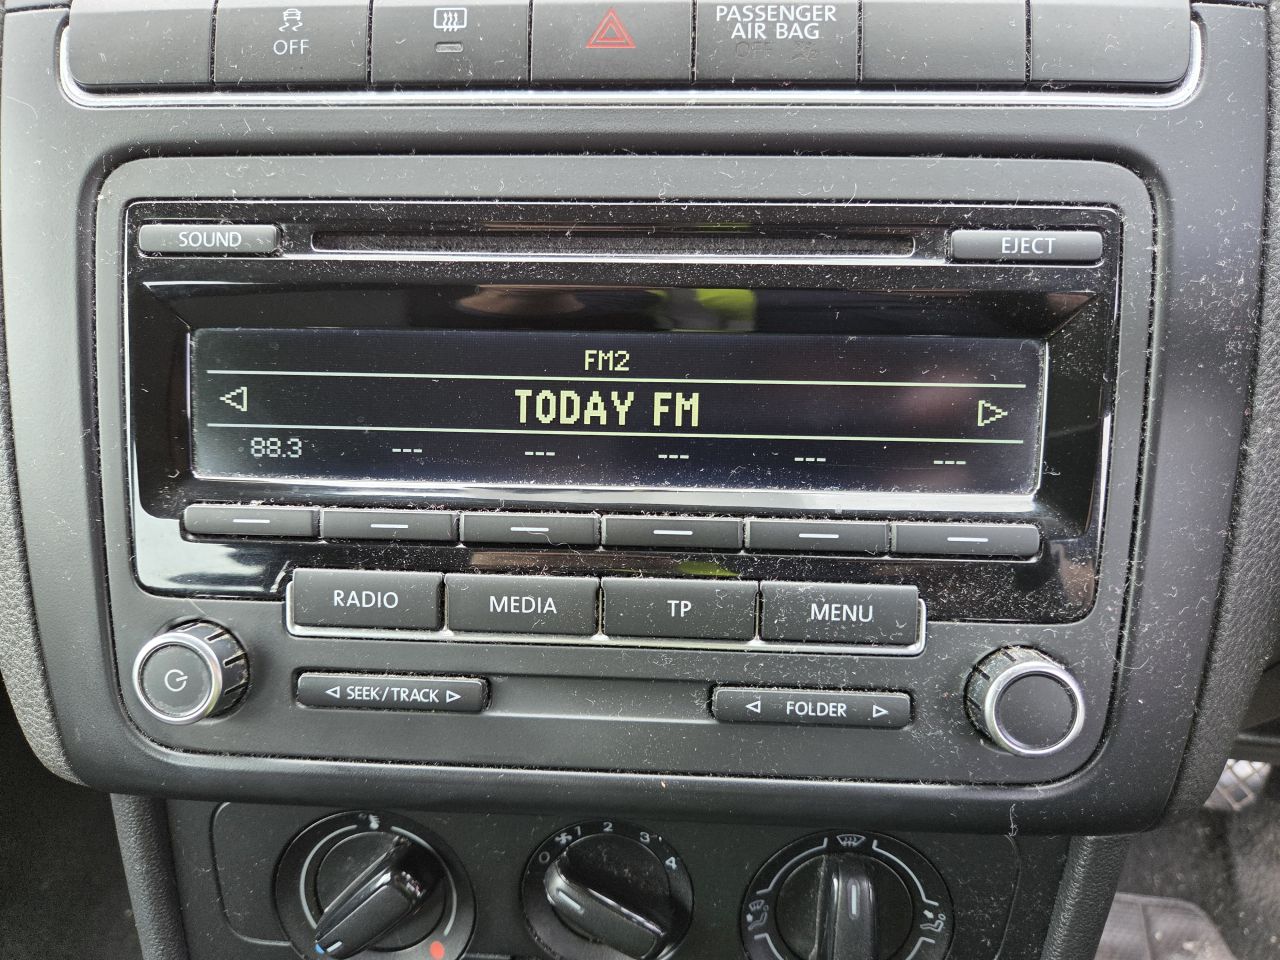 OFF
PASSENGER
AIR BAG
OFF
SOUND
EJECT
FM2
TODAY FM
88.3 --- --- --- --- ---
RADIO MEDIA TP MENU
SEEK/TRACK FOLDER
0 1 2 3 4